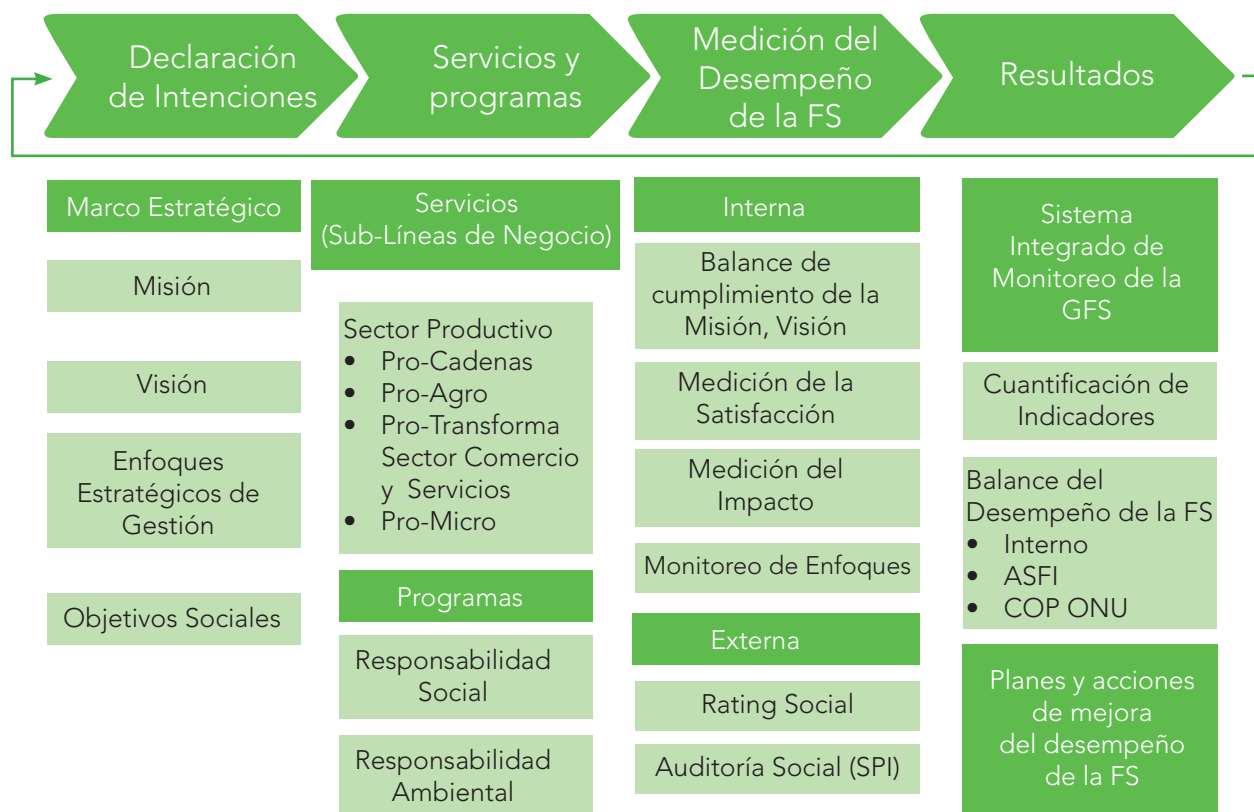 Declaración
de Intenciones
Servicios y
programas
Medición del
Desempeño
de la FS
Resultados
Marco Estratégico
Misión
Visión
Enfoques
Estratégicos de
Gestión
Objetivos Sociales
Servicios
(Sub-Líneas de Negocio)
Sector Productivo
• Pro-Cadenas
• Pro-Agro
• Pro-Transforma
Sector Comercio
y Servicios
• Pro-Micro
Programas
Responsabilidad
Social
Responsabilidad
Ambiental
Interna
Balance de
cumplimiento de la
Misión, Visión
Medición de la
Satisfacción
Medición del
Impacto
Monitoreo de Enfoques
Externa
Rating Social
Auditoría Social (SPI)
Sistema
Integrado de
Monitoreo de la
GFS
Cuantificación de
Indicadores
Balance del
Desempeño de la FS
• Interno
• ASFI
• COP ONU
Planes y acciones
de mejora
del desempeño
de la FS